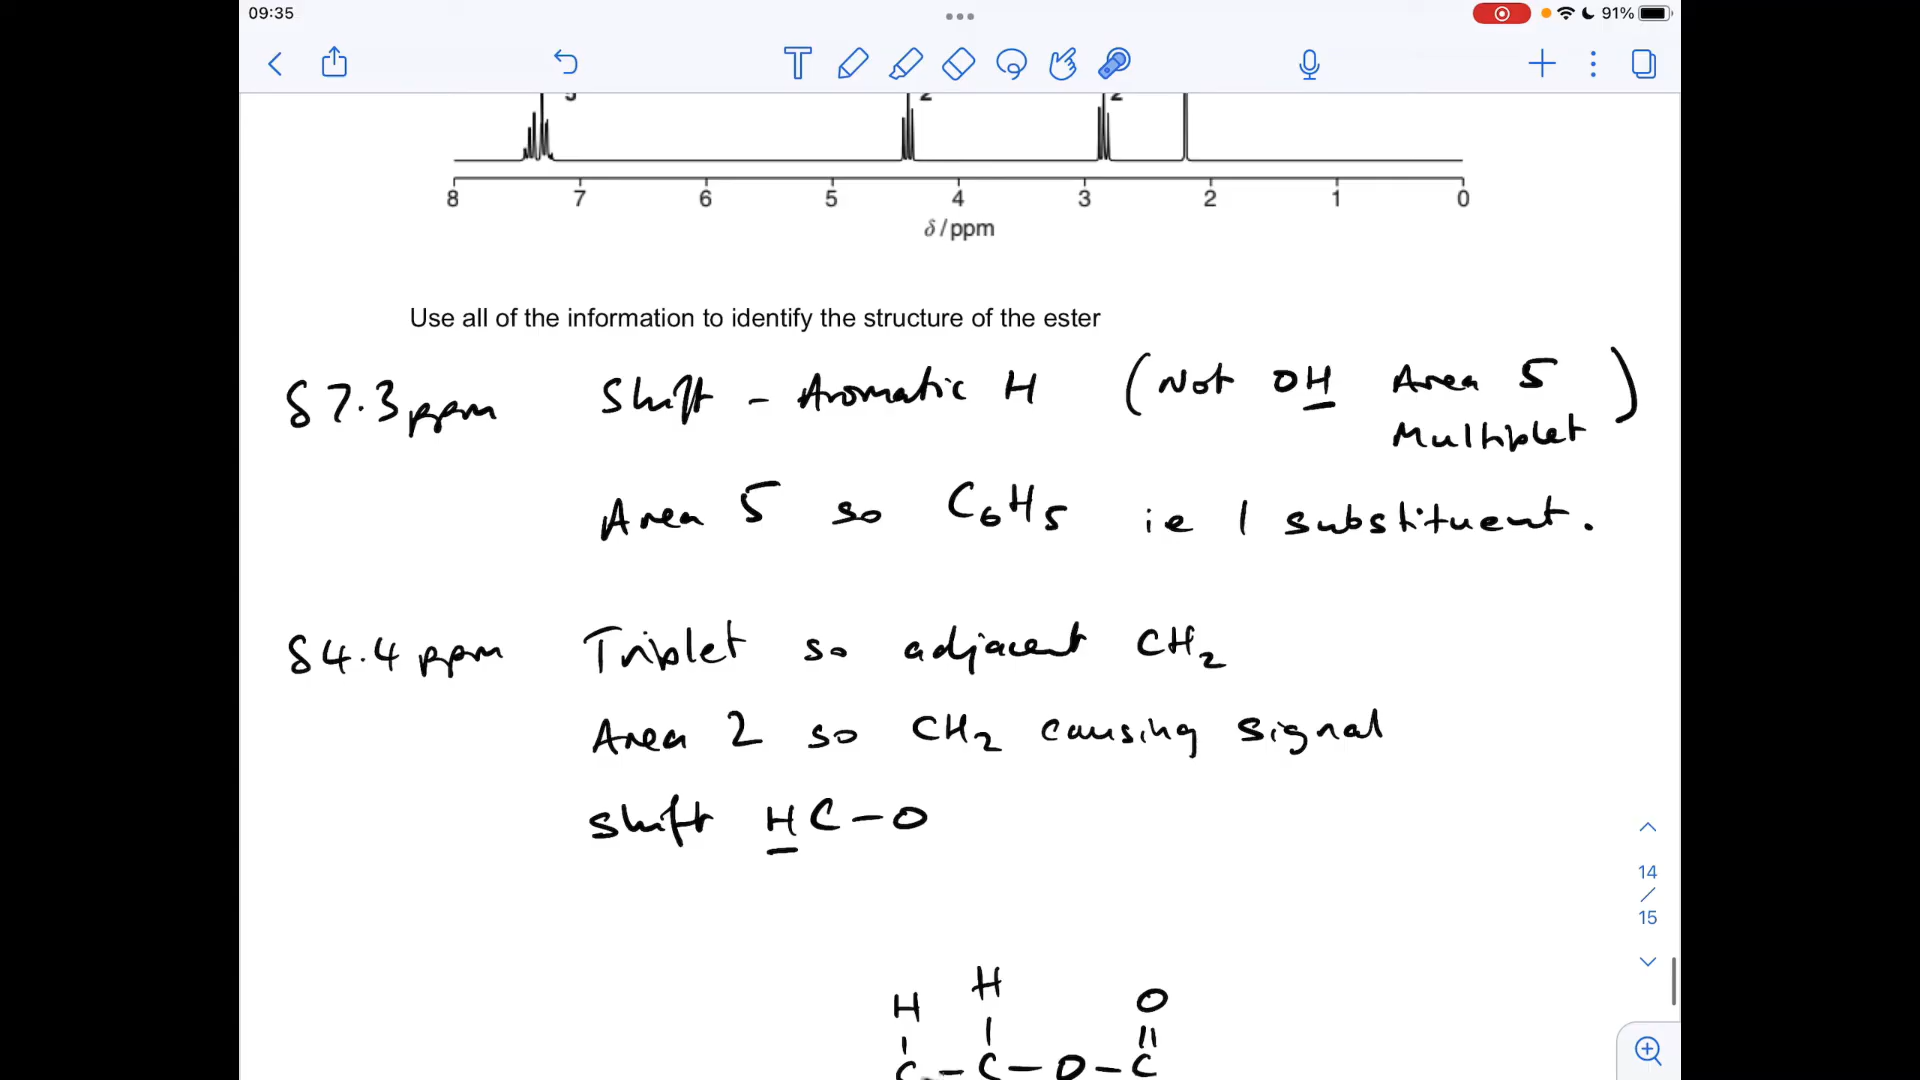 09:35
91%
T
5 2 2
8 7 6 5 4 3 2 1 0
δ/ppm
Use all of the information to identify the structure of the ester
δ 7.3 ppm Shift - Aromatic H (Not OH Area 5
Multiplet)
Area 5 so C₆H₅ ie 1 substituent.
δ 4.4 ppm Triplet so adjacent CH₂
Area 2 so CH₂ causing signal
shift HC-O
14
/
15
H H O
C-C-O-C